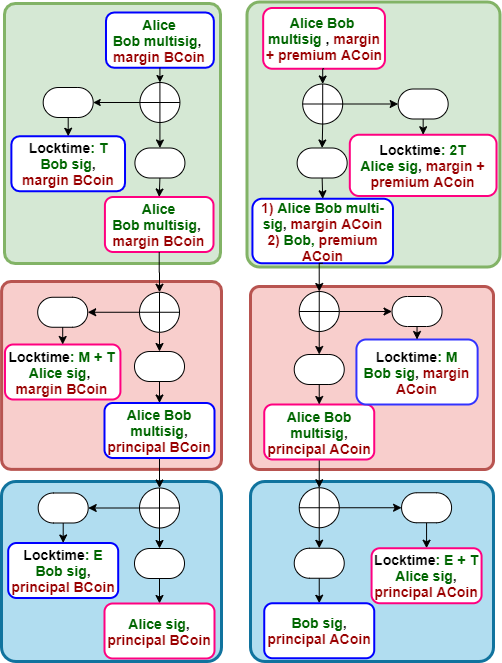 Alice
Bob multisig,
margin BCoin
Locktime: T
Bob sig,
margin BCoin
Alice
Bob multisig,
margin BCoin
Alice Bob
multisig , margin
+ premium ACoin
Locktime: 2T
Alice sig, margin +
premium ACoin
1) Alice Bob multi-
sig, margin ACoin
2) Bob, premium
ACoin
Locktime: M + T
Alice sig,
margin BCoin
Alice Bob
multisig,
principal BCoin
Locktime: M
Bob sig, margin
ACoin
Alice Bob
multisig,
principal ACoin
Locktime: E
Bob sig,
principal BCoin
Alice sig,
principal BCoin
Locktime: E + T
Alice sig,
principal ACoin
Bob sig,
principal ACoin